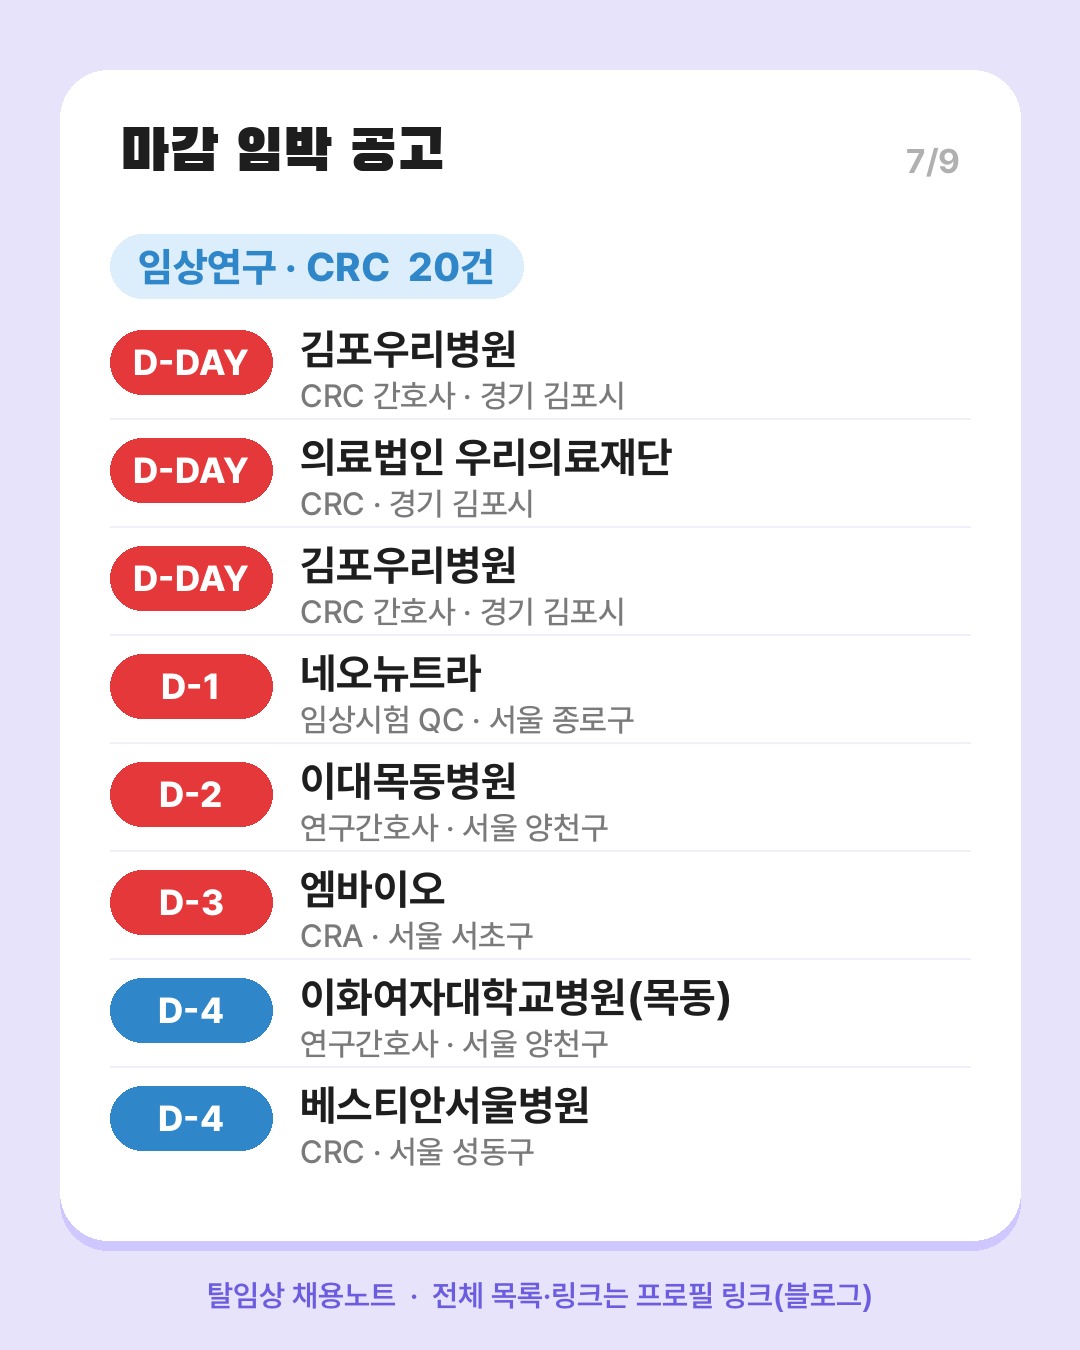 마감 임박 공고
7/9
임상연구 · CRC 20건
D-DAY
김포우리병원
CRC 간호사 · 경기 김포시
D-DAY
의료법인 우리의료재단
CRC · 경기 김포시
D-DAY
김포우리병원
CRC 간호사 · 경기 김포시
D-1
네오뉴트라
임상시험 QC · 서울 종로구
D-2
이대목동병원
연구간호사 · 서울 양천구
D-3
엠바이오
CRA · 서울 서초구
D-4
이화여자대학교병원(목동)
연구간호사 · 서울 양천구
D-4
베스티안서울병원
CRC · 서울 성동구
탈임상 채용노트 · 전체 목록·링크는 프로필 링크(블로그)